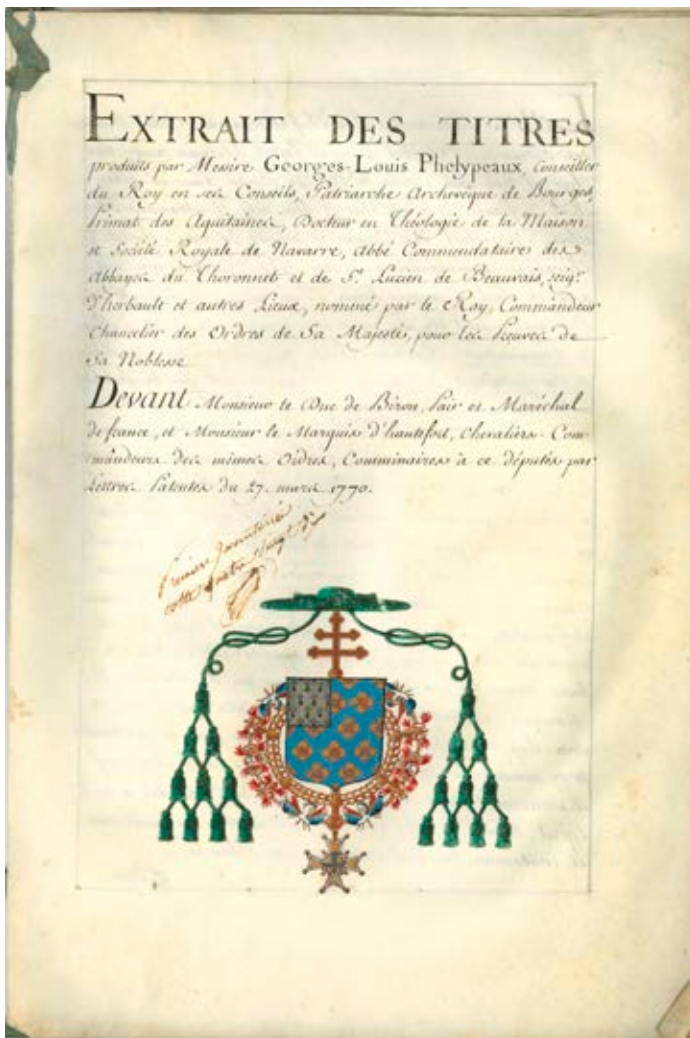 EXTRAIT DES TITRES
produits par Messire Georges-Louis Phelypeaux, Conseiller
du Roy en ses Conseils, Patriarche Archevêque de Bourges,
Primat des Aquitaines, Docteur en Théologie de la Maison
et Société Royale de Navarre, Abbé Commendataire des
Abbayes du Thoronnet et de St. Lucien de Beauvais, seigr.
D'herbault et autres Lieux, nommé par le Roy, Commandeur
Chancelier des Ordres de Sa Majesté, pour les Preuves de
Sa Noblesse
Devant Monsieur le Duc de Biron, Pair et Maréchal
de france, et Monsieur le Marquis d'hautefort, Chevaliers-Com-
mandeurs des mêmes Ordres, Commissaires à ce députés par
Lettres Patentes du 27. mars 1770.
Premiere
cotte